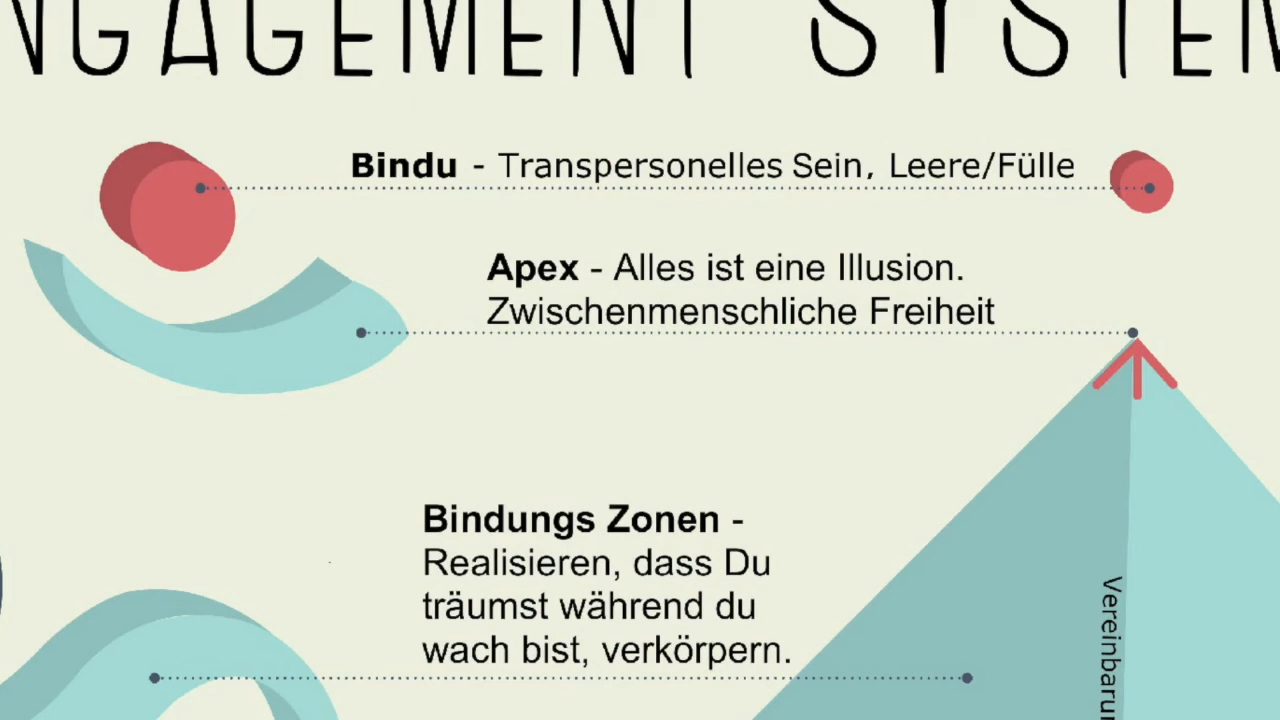 NGAGEMENT SYSTEM
Bindu - Transpersonelles Sein, Leere/Fülle
Apex - Alles ist eine Illusion.
Zwischenmenschliche Freiheit
Bindungs Zonen -
Realisieren, dass Du
träumst während du
wach bist, verkörpern.
Vereinbaru